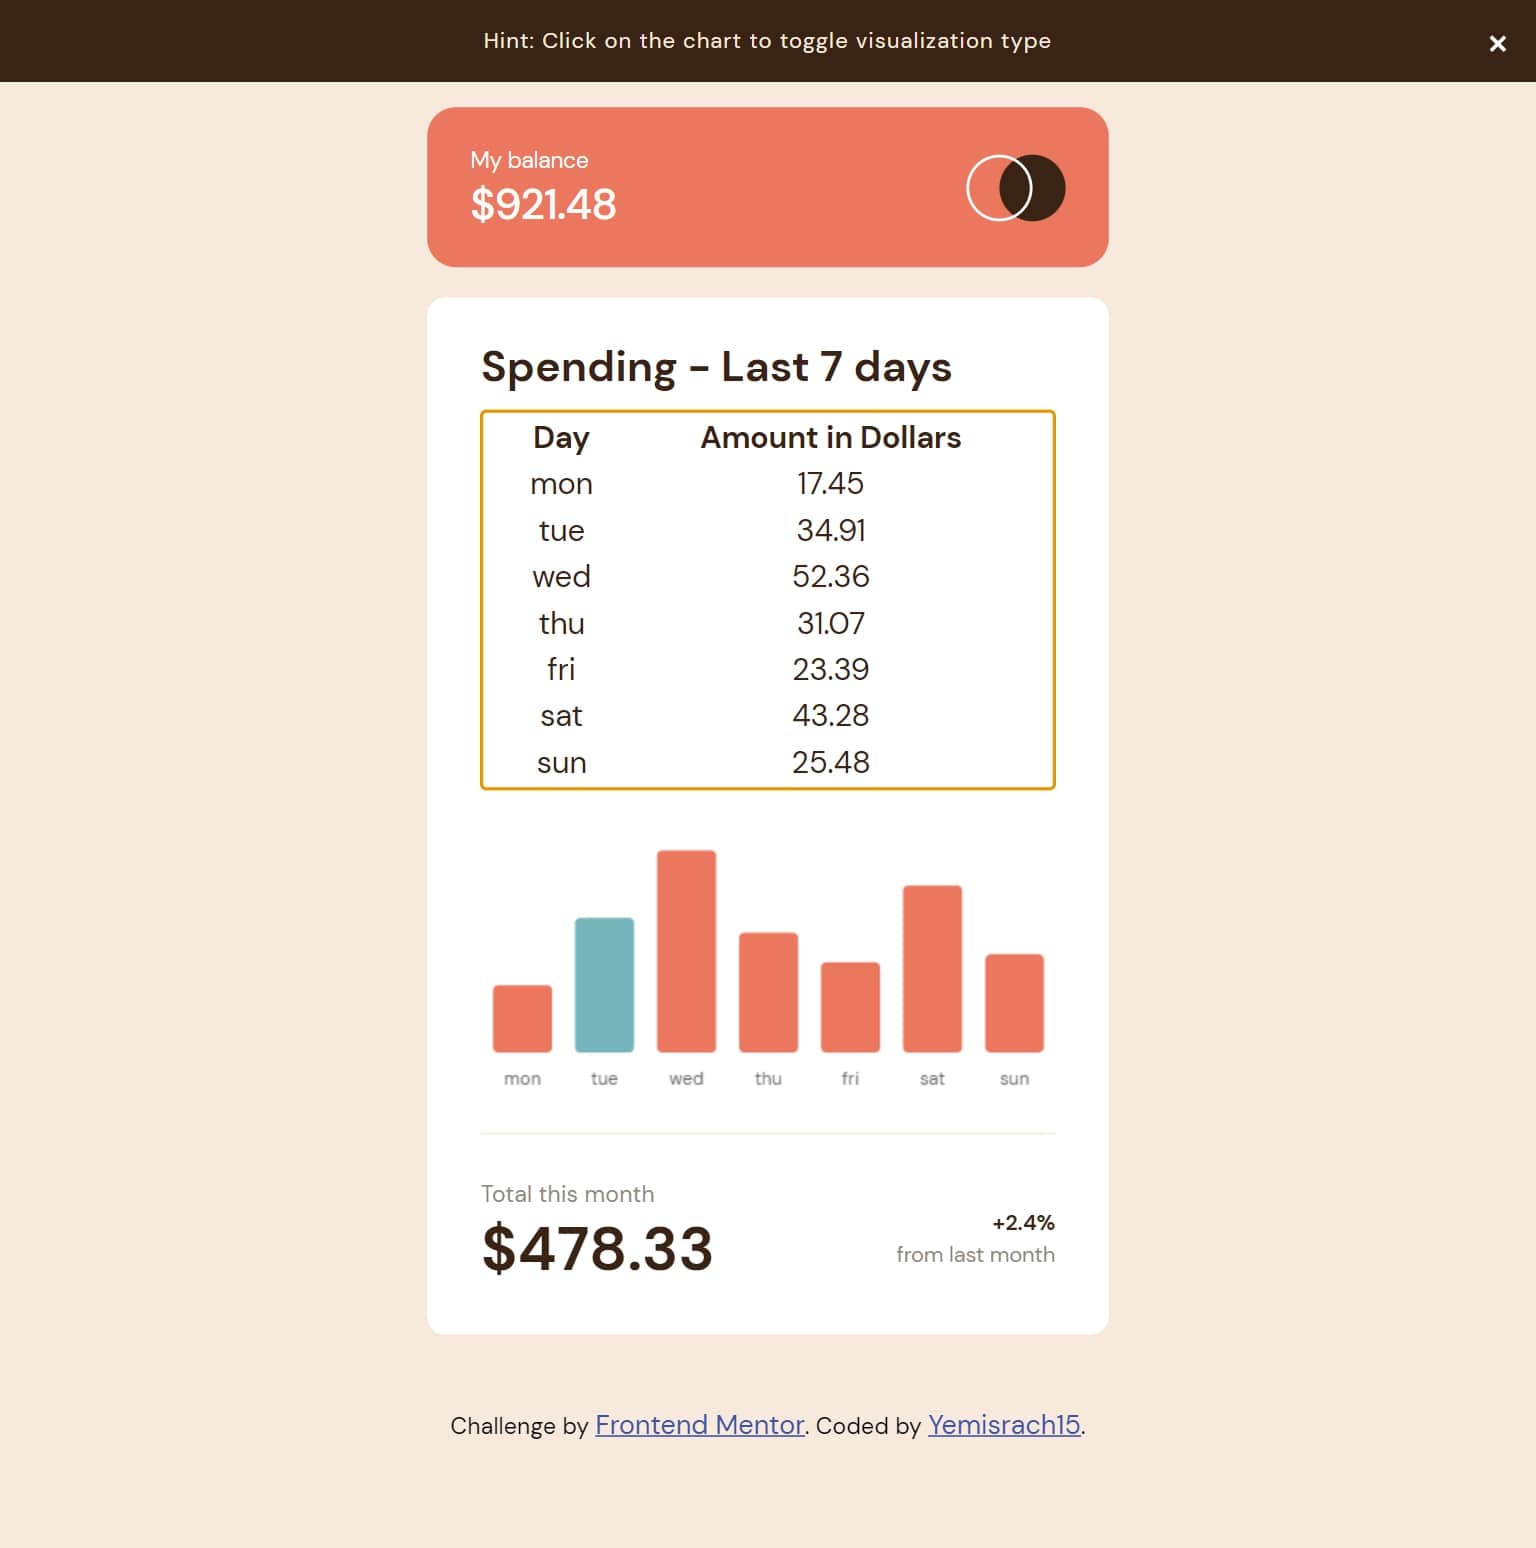 Hint: Click on the chart to toggle visualization type ×
My balance
$921.48
Spending - Last 7 days
Day Amount in Dollars
mon 17.45
tue 34.91
wed 52.36
thu 31.07
fri 23.39
sat 43.28
sun 25.48
mon tue wed thu fri sat sun
Total this month
$478.33
+2.4%
from last month
Challenge by Frontend Mentor. Coded by Yemisrach15.